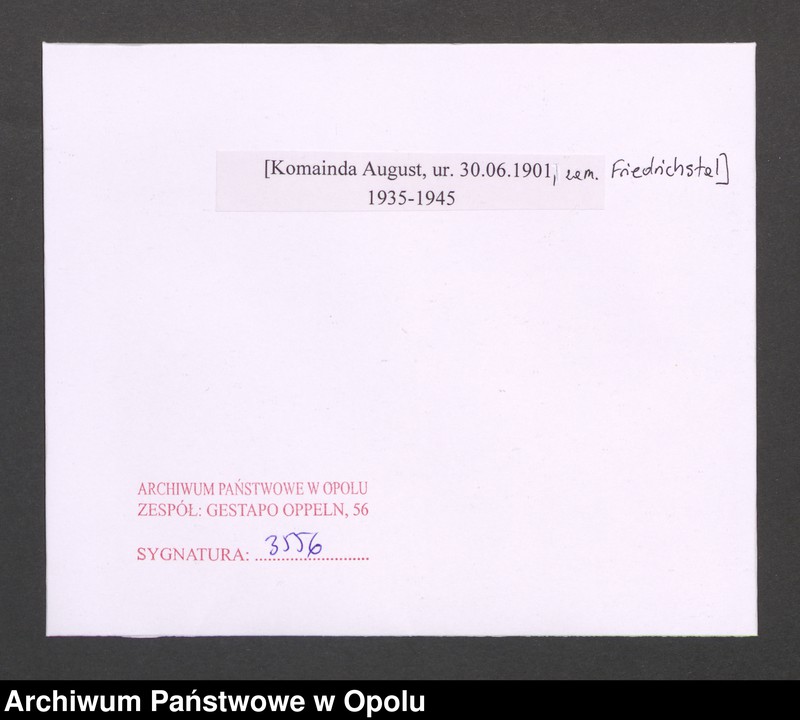 [Komainda August, ur. 30.06.1901, zam. Friedrichstal]
1935-1945
ARCHIWUM PAŃSTWOWE W OPOLU
ZESPÓŁ: GESTAPO OPPELN, 56
SYGNATURA: 3556
Archiwum Państwowe w Opolu